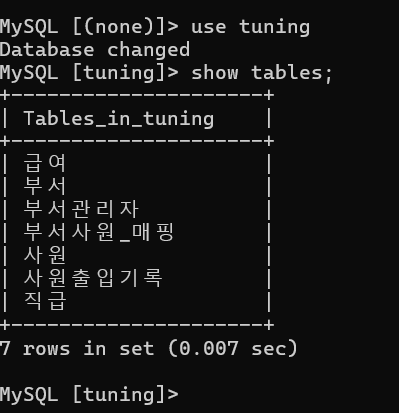 MySQL [(none)]> use tuning
Database changed
MySQL [tuning]> show tables;
+---------------------+
| Tables_in_tuning    |
+---------------------+
| 급여                |
| 부서                |
| 부서관리자          |
| 부서사원_매핑       |
| 사원                |
| 사원출입기록        |
| 직급                |
+---------------------+
7 rows in set (0.007 sec)
MySQL [tuning]>